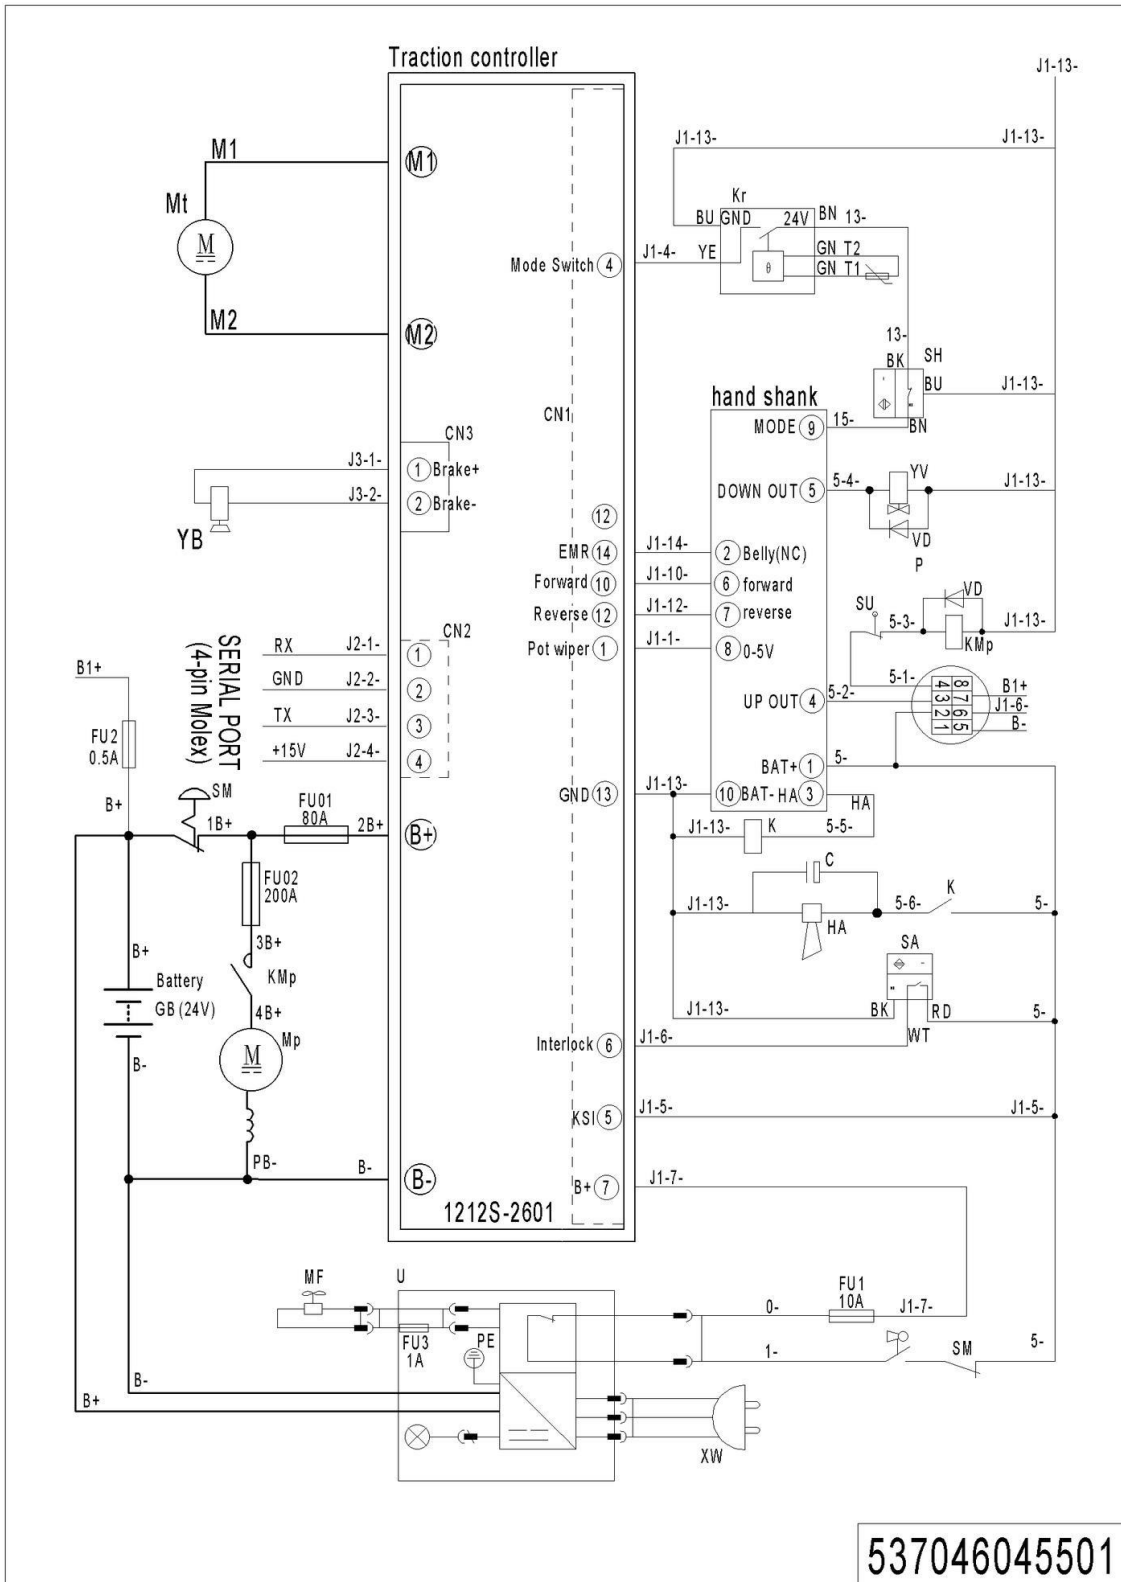 Traction controller
J1-13-
M1
M1
J1-13-
J1-13-
Mt
M
Kr
BU GND
24V
BN 13-
J1-4-
YE
GN T2
GN T1
θ
Mode Switch 4
M2
M2
13-
BK
SH
BU
J1-13-
hand shank
CN1
MODE 9
15-
BN
CN3
J3-1-
1 Brake+
J3-2-
2 Brake-
YB
DOWN OUT 5
5-4-
YV
J1-13-
VD
P
12
EMR 14
J1-14-
2 Belly(NC)
Forward 10
J1-10-
6 forward
Reverse 12
J1-12-
7 reverse
Pot wiper 1
J1-1-
8 0-5V
SU
5-3-
VD
J1-13-
KMp
SERIAL PORT
(4-pin Molex)
CN2
RX
J2-1-
1
GND
J2-2-
2
TX
J2-3-
3
+15V
J2-4-
4
5-1-
UP OUT 4
5-2-
4 8
3 7
2 6
1 5
B1+
J1-6-
B-
B1+
FU2
0.5A
B+
SM
1B+
FU01
80A
2B+
B+
BAT+ 1
5-
GND 13
J1-13-
10 BAT-
HA 3
HA
J1-13-
K
5-5-
FU02
200A
C
J1-13-
HA
5-6-
K
5-
3B+
KMp
B+
Battery
GB(24V)
4B+
Mp
M
B-
SA
J1-13-
BK
RD
WT
5-
Interlock 6
J1-6-
KSI 5
J1-5-
J1-5-
PB-
B-
B-
B+ 7
J1-7-
1212S-2601
MF
U
FU3
1A
PE
0-
FU1
10A
J1-7-
1-
SM
5-
B-
B+
XW
537046045501